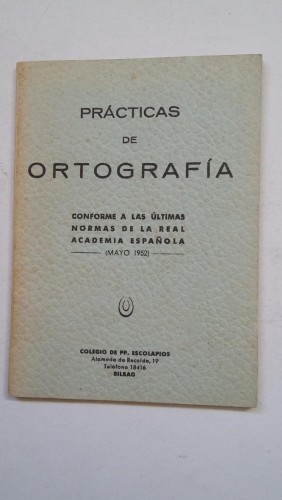 PRÁCTICAS
DE
ORTOGRAFÍA
CONFORME A LAS ÚLTIMAS
NORMAS DE LA REAL
ACADEMIA ESPAÑOLA
(MAYO 1952)
COLEGIO DE PP. ESCOLAPIOS
Alameda de Recalde, 19
Teléfono 18416
BILBAO